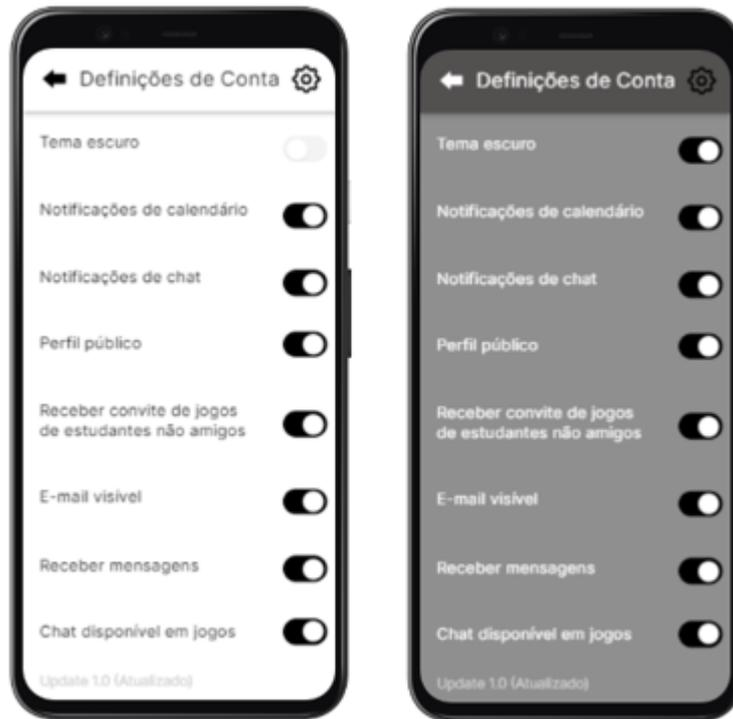 Definições de Conta
Tema escuro
Notificações de calendário
Notificações de chat
Perfil público
Receber convite de jogos
de estudantes não amigos
E-mail visível
Receber mensagens
Chat disponível em jogos
Update 1.0 (Atualizado)
Definições de Conta
Tema escuro
Notificações de calendário
Notificações de chat
Perfil público
Receber convite de jogos
de estudantes não amigos
E-mail visível
Receber mensagens
Chat disponível em jogos
Update 1.0 (Atualizado)